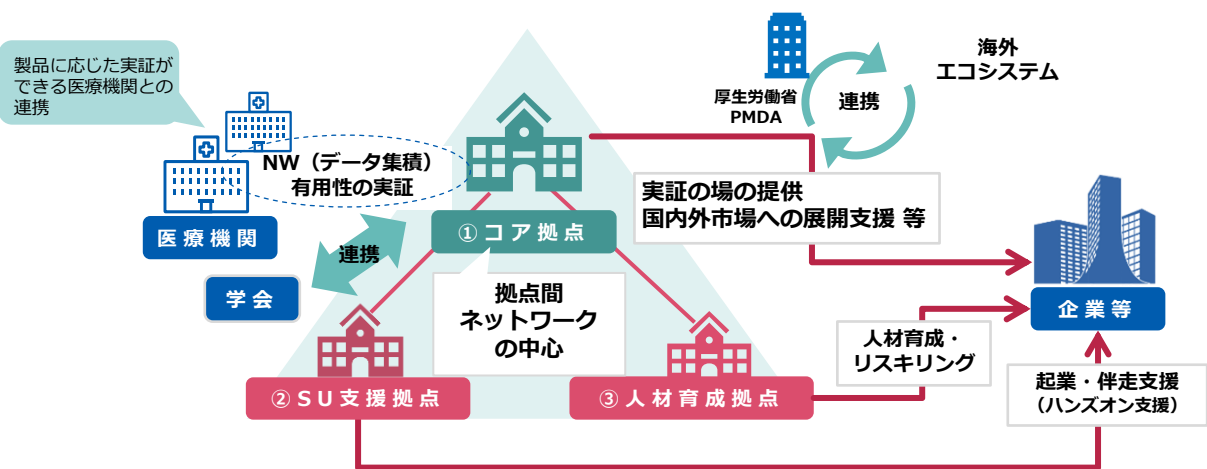 製品に応じた実証が
できる医療機関との
連携
NW（データ集積）
有用性の実証
医療機関
学会
連携
①コア拠点
拠点間
ネットワーク
の中心
②SU支援拠点
③人材育成拠点
厚生労働省
PMDA
連携
海外
エコシステム
実証の場の提供
国内外市場への展開支援 等
企業等
人材育成・
リスキリング
起業・伴走支援
（ハンズオン支援）